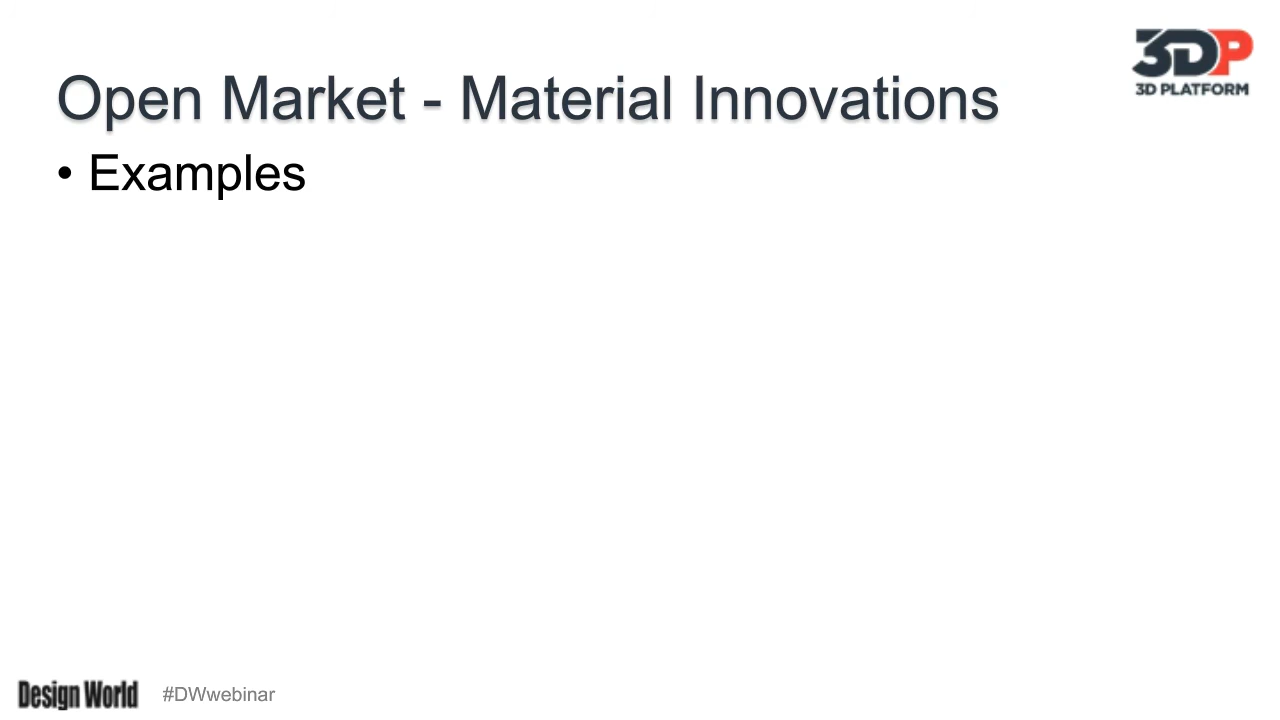 3DP
3D PLATFORM
Open Market - Material Innovations
• Examples
Design World
#DWwebinar